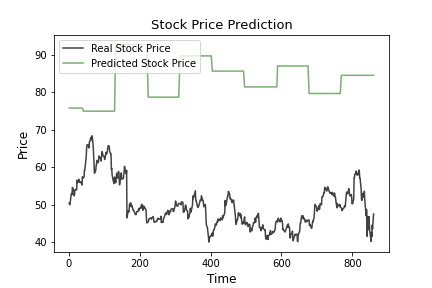 Stock Price Prediction
Real Stock Price
Predicted Stock Price
90
80
70
60
50
40
Price
0 200 400 600 800
Time